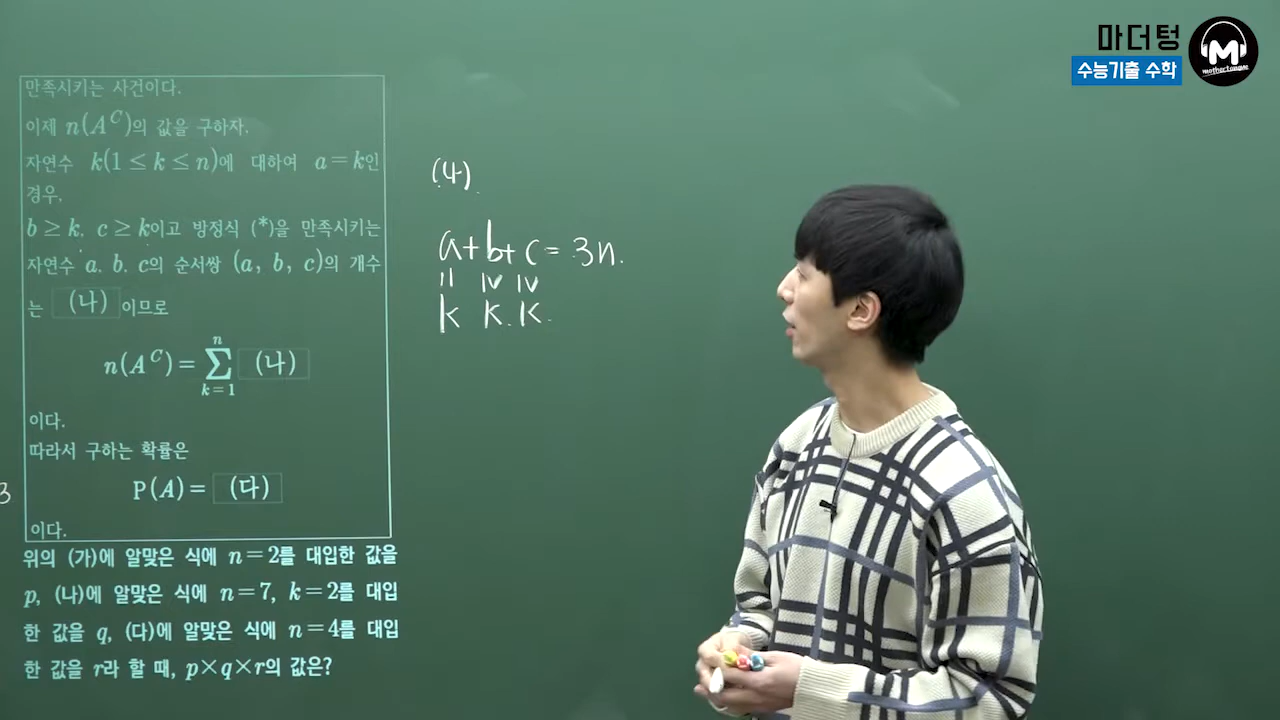 마더텅
수능기출 수학
M
mothertongue
만족시키는 사건이다.
이제 n(A^C)의 값을 구하자.
자연수 k(1≤k≤n)에 대하여 a=k인
경우,
b≥k, c≥k이고 방정식 (*)을 만족시키는
자연수 a, b, c의 순서쌍 (a, b, c)의 개수
는 (나) 이므로
n(A^C)=∑_{k=1}^{n} (나)
이다.
따라서 구하는 확률은
P(A)= (다)
이다.
위의 (가)에 알맞은 식에 n=2를 대입한 값을
p, (나)에 알맞은 식에 n=7, k=2를 대입
한 값을 q, (다)에 알맞은 식에 n=4를 대입
한 값을 r라 할 때, p×q×r의 값은?
3
(4).
a+b+c=3n.
= ≥ ≥
k k. k.